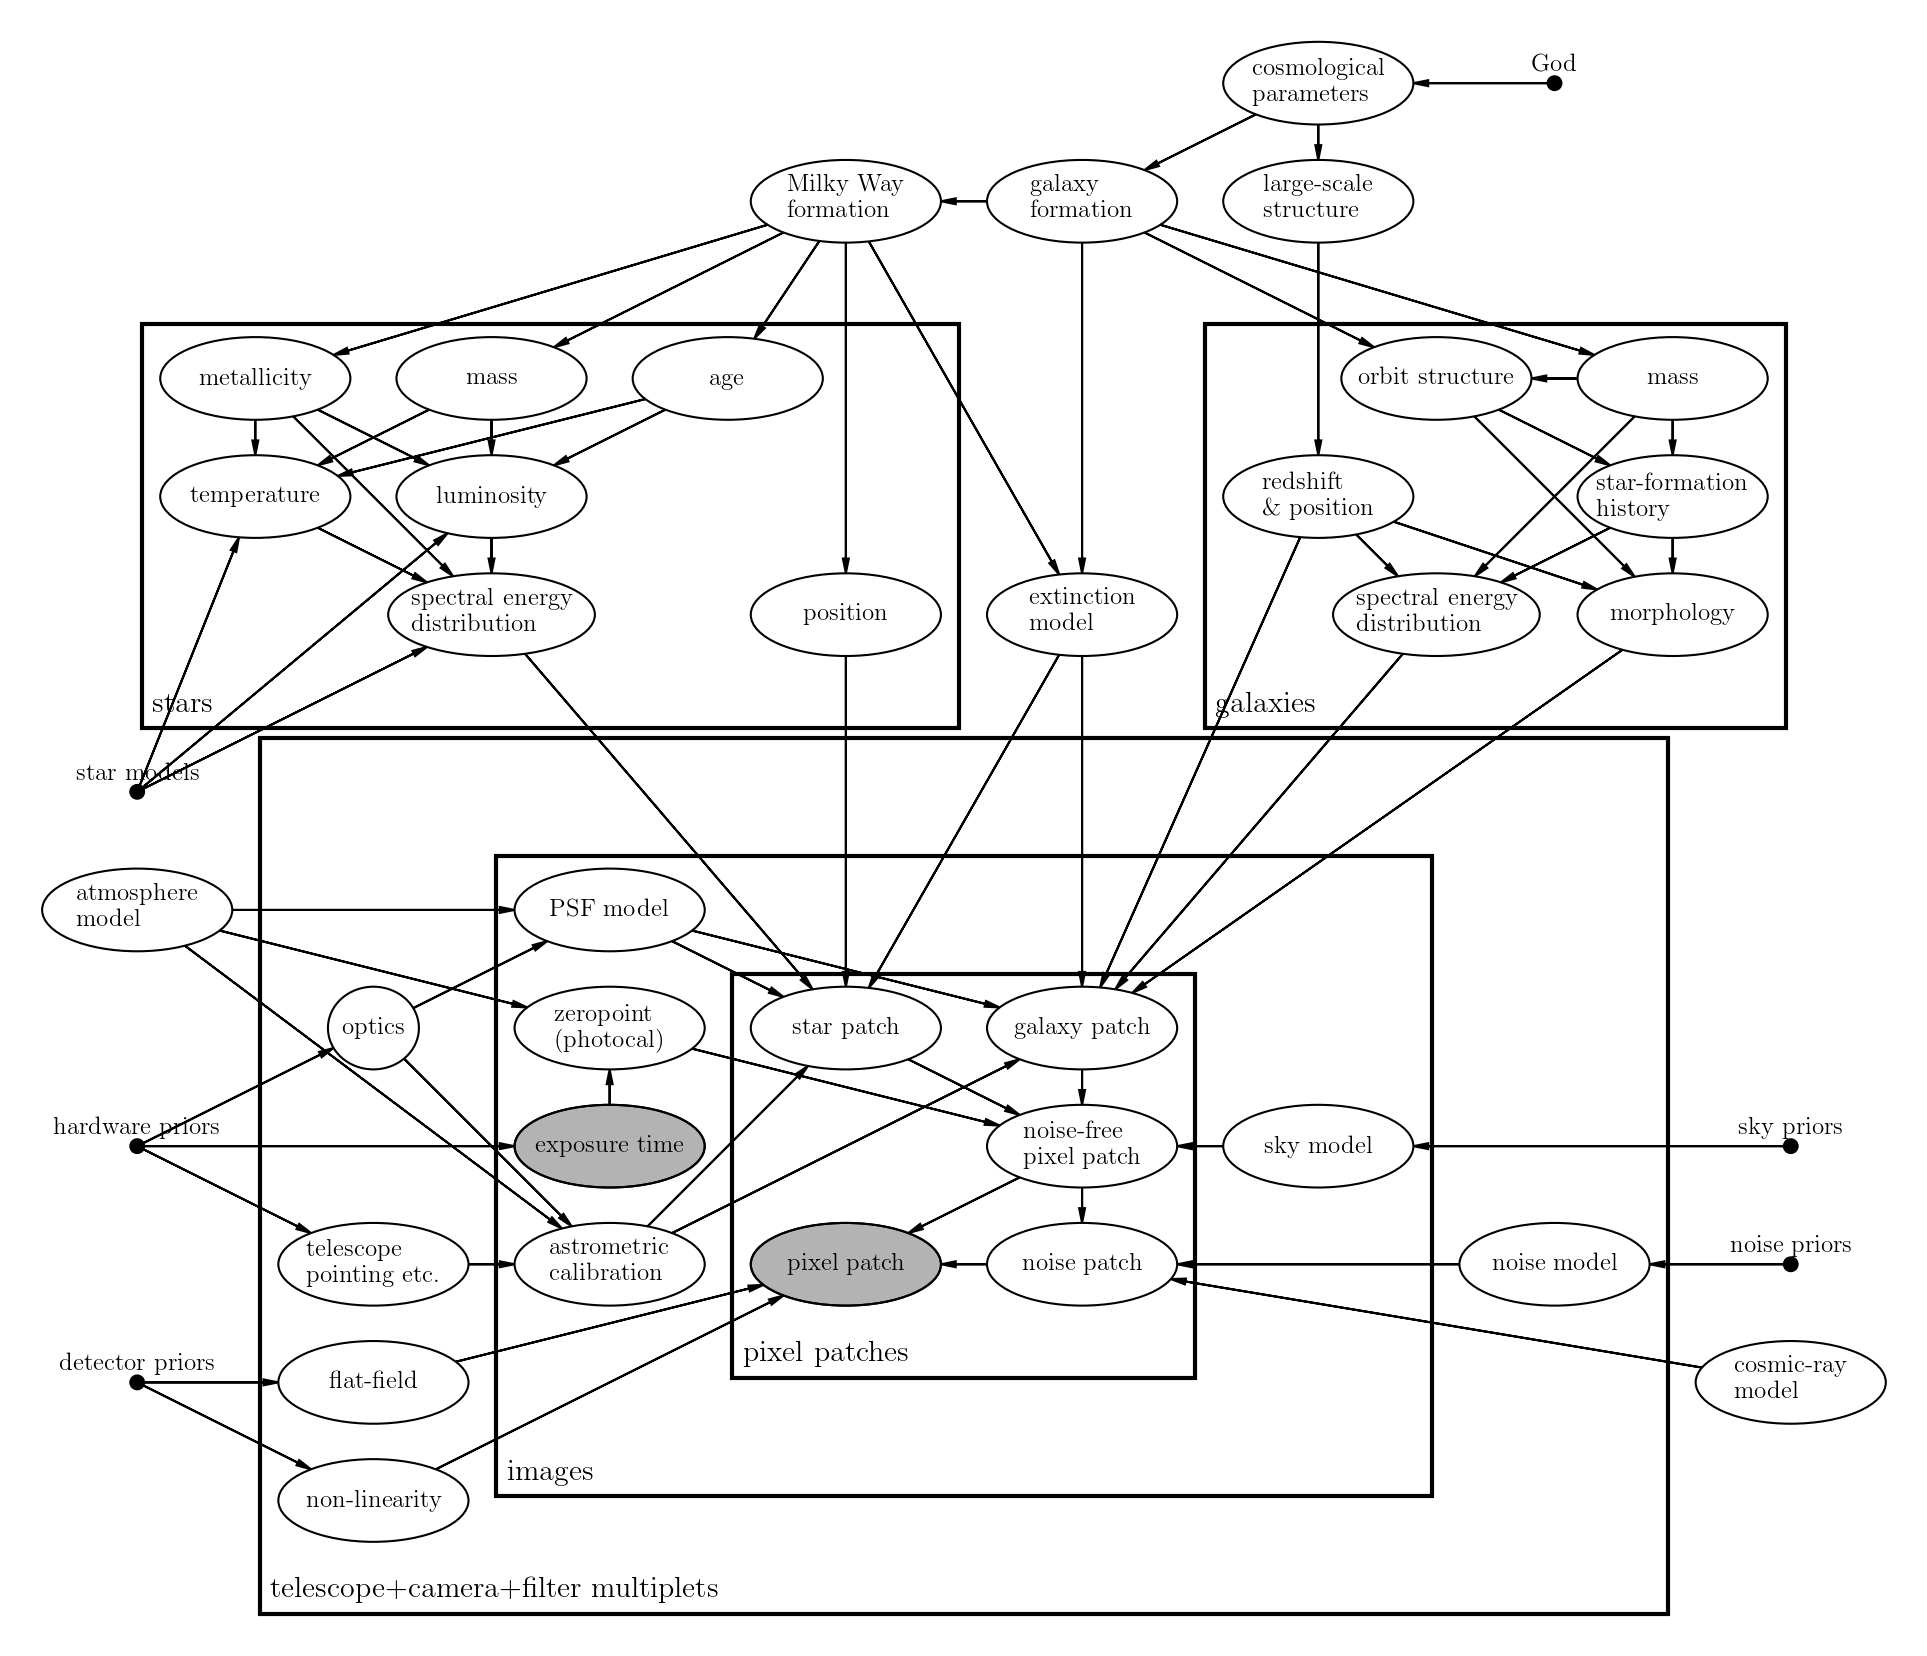 God
cosmological
parameters
Milky Way
formation
galaxy
formation
large-scale
structure
metallicity
mass
age
orbit structure
mass
temperature
luminosity
redshift
& position
star-formation
history
spectral energy
distribution
position
extinction
model
spectral energy
distribution
morphology
stars
galaxies
star models
atmosphere
model
PSF model
optics
zeropoint
(photocal)
star patch
galaxy patch
hardware priors
exposure time
noise-free
pixel patch
sky model
sky priors
telescope
pointing etc.
astrometric
calibration
pixel patch
noise patch
noise model
noise priors
detector priors
flat-field
pixel patches
cosmic-ray
model
images
non-linearity
telescope+camera+filter multiplets